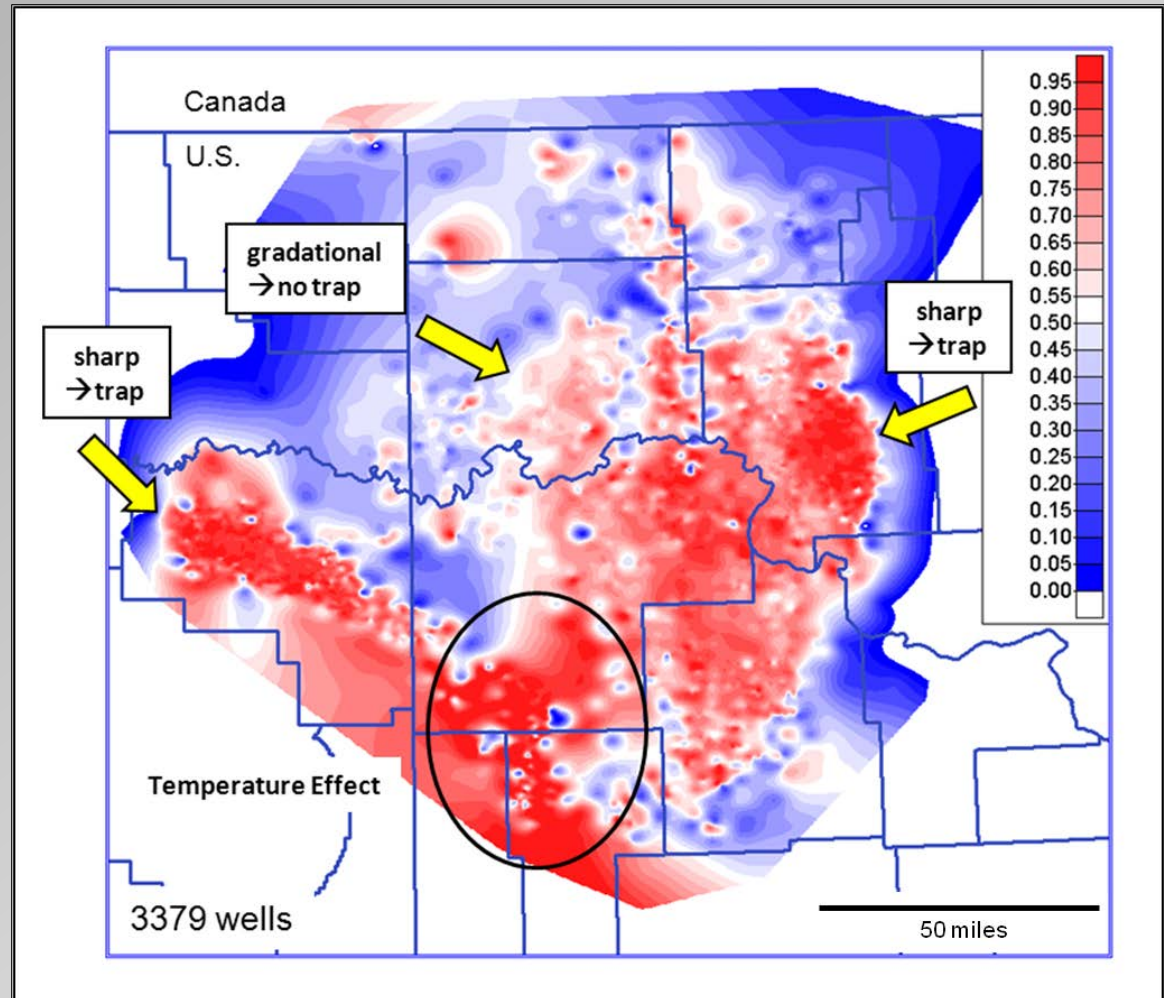 Canada
U.S.
gradational
→no trap
sharp
→trap
sharp
→trap
Temperature Effect
3379 wells
50 miles
0.95
0.90
0.85
0.80
0.75
0.70
0.65
0.60
0.55
0.50
0.45
0.40
0.35
0.30
0.25
0.20
0.15
0.10
0.05
0.00